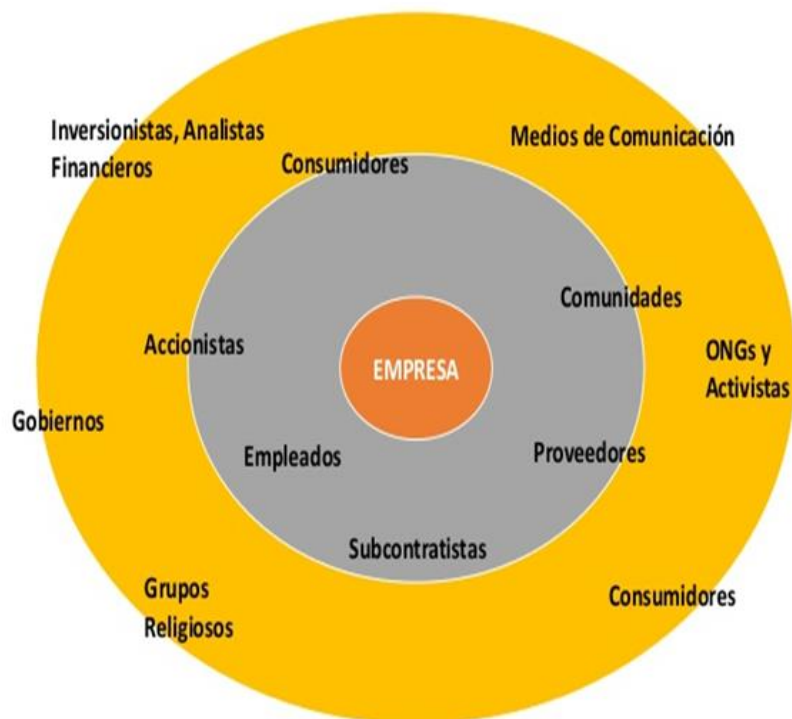 Inversionistas, Analistas
Financieros
Medios de Comunicación
Consumidores
Comunidades
Accionistas
ONGs y
Activistas
EMPRESA
Gobiernos
Empleados
Proveedores
Subcontratistas
Grupos
Religiosos
Consumidores